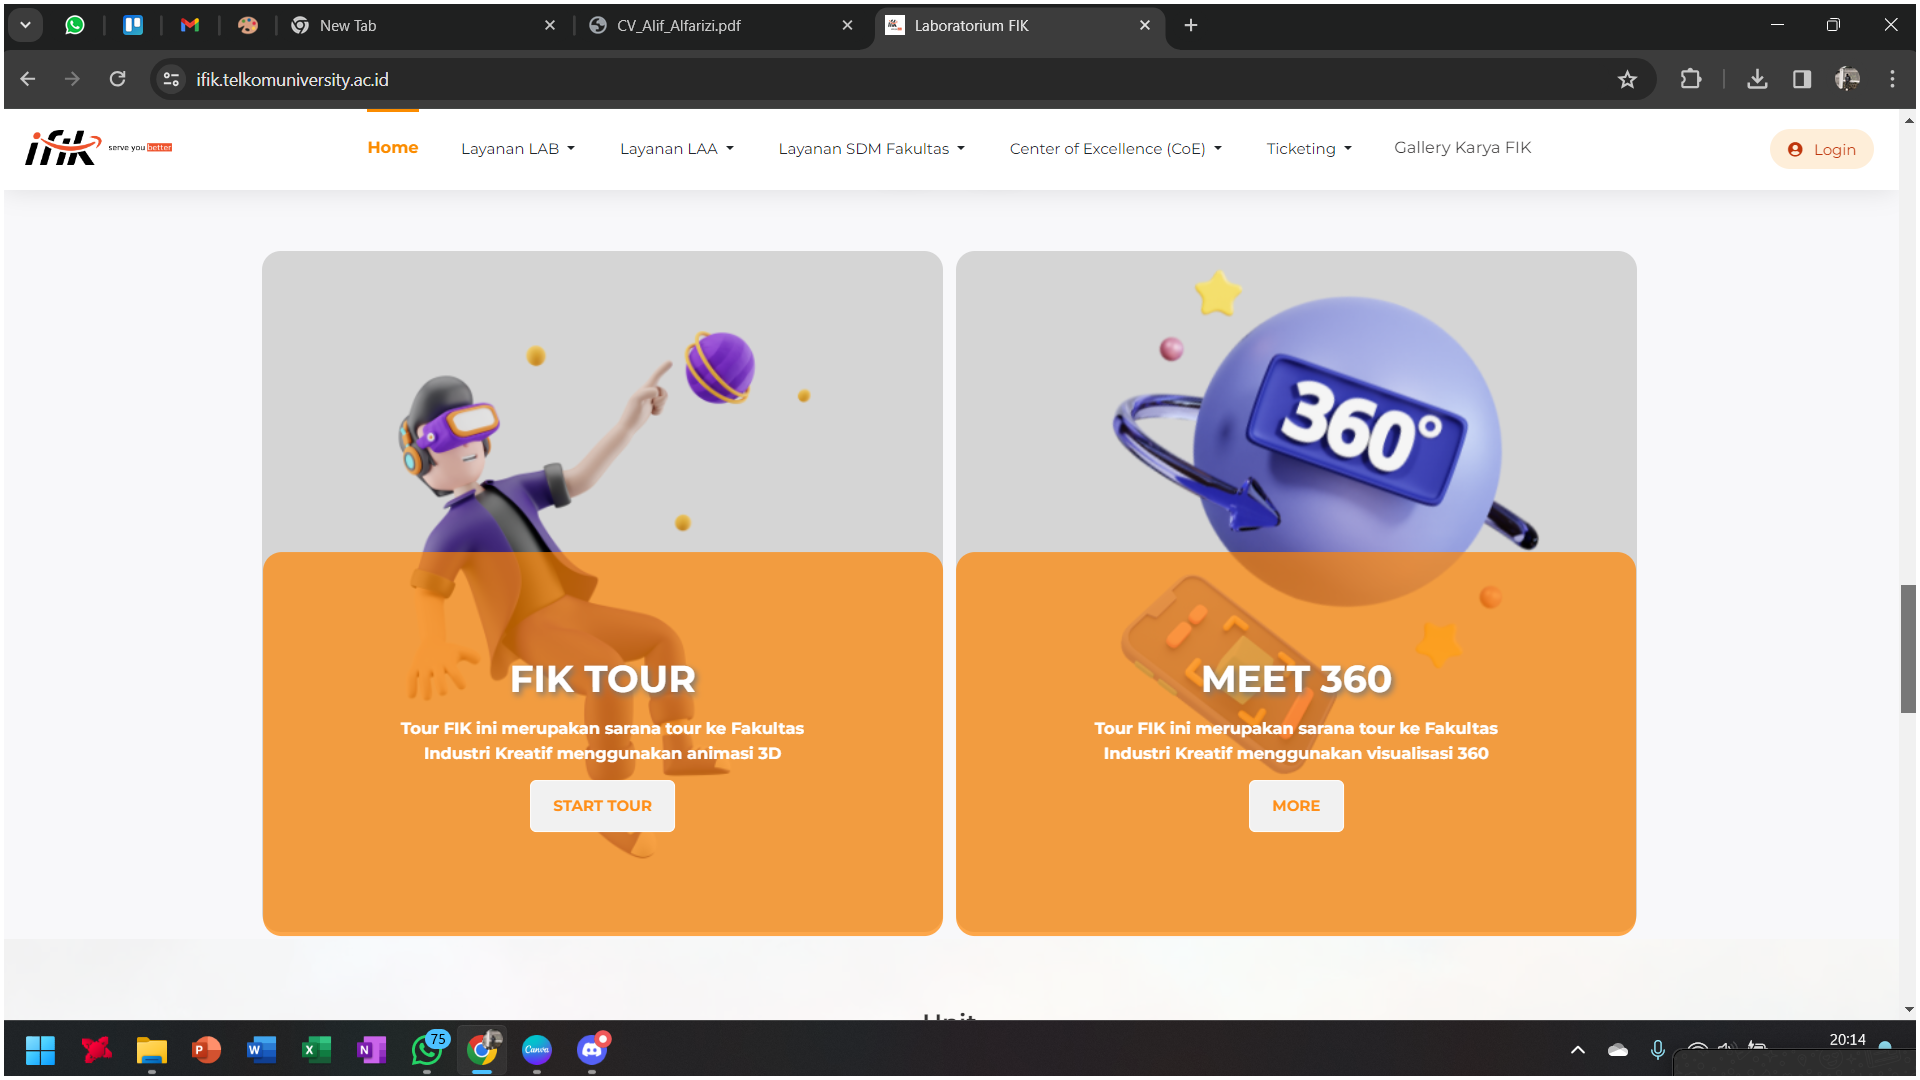 New Tab
CV_Alif_Alfarizi.pdf
Laboratorium FIK
ifik.telkomuniversity.ac.id
ifik serve you better
Home
Layanan LAB
Layanan LAA
Layanan SDM Fakultas
Center of Excellence (CoE)
Ticketing
Gallery Karya FIK
Login
FIK TOUR
Tour FIK ini merupakan sarana tour ke Fakultas
Industri Kreatif menggunakan animasi 3D
START TOUR
360°
MEET 360
Tour FIK ini merupakan sarana tour ke Fakultas
Industri Kreatif menggunakan visualisasi 360
MORE
Unit
P
W
X
N
75
Canva
20:14